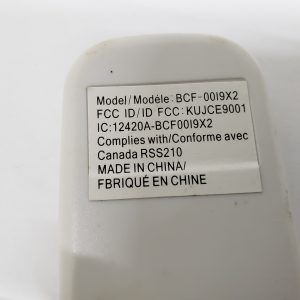 Model/Modéle: BCF-00I9X2
FCC ID/ID FCC: KUJCE9001
IC:12420A-BCF00I9X2
Complies with/Conforme avec
Canada RSS210
MADE IN CHINA/
FBRIQUÉ EN CHINE